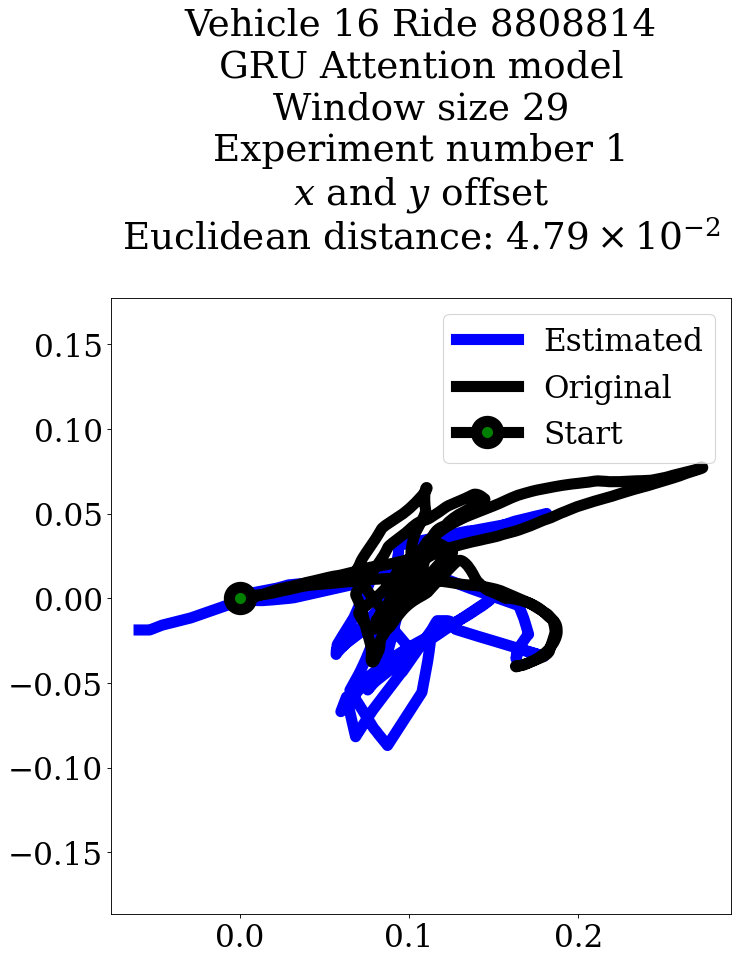 Vehicle 16 Ride 8808814
GRU Attention model
Window size 29
Experiment number 1
x and y offset
Euclidean distance: 4.79 × 10⁻²
Estimated
Original
Start
0.15
0.10
0.05
0.00
−0.05
−0.10
−0.15
0.0 0.1 0.2